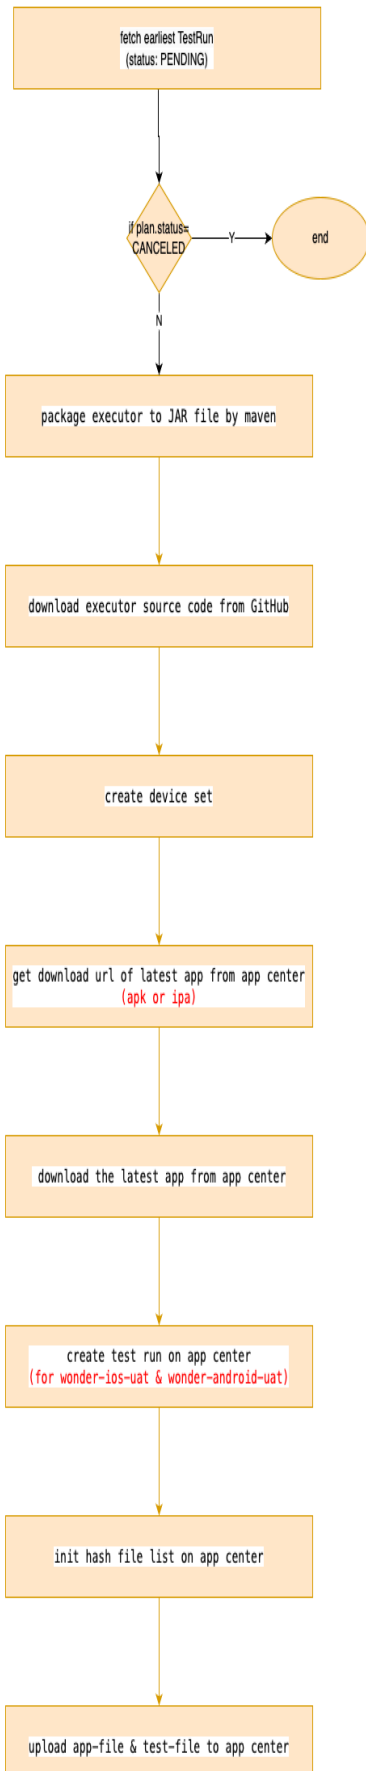 fetch earliest TestRun
(status: PENDING)
if plan.status=
CANCELED
Y
end
N
package executor to JAR file by maven
download executor source code from GitHub
create device set
get download url of latest app from app center
(apk or ipa)
download the latest app from app center
create test run on app center
(for wonder-ios-uat & wonder-android-uat)
init hash file list on app center
upload app-file & test-file to app center